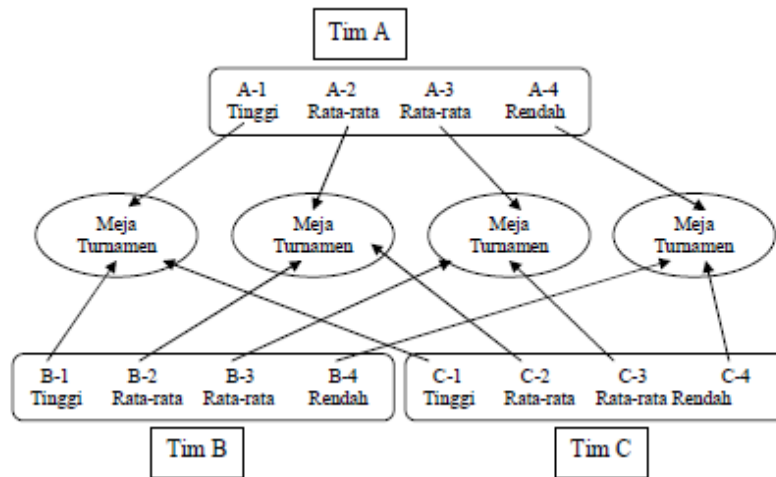 Tim A
A-1 A-2 A-3 A-4
Tinggi Rata-rata Rata-rata Rendah
Meja Turnamen
Meja Turnamen
Meja Turnamen
Meja Turnamen
B-1 B-2 B-3 B-4
Tinggi Rata-rata Rata-rata Rendah
C-1 C-2 C-3 C-4
Tinggi Rata-rata Rata-rata Rendah
Tim B
Tim C